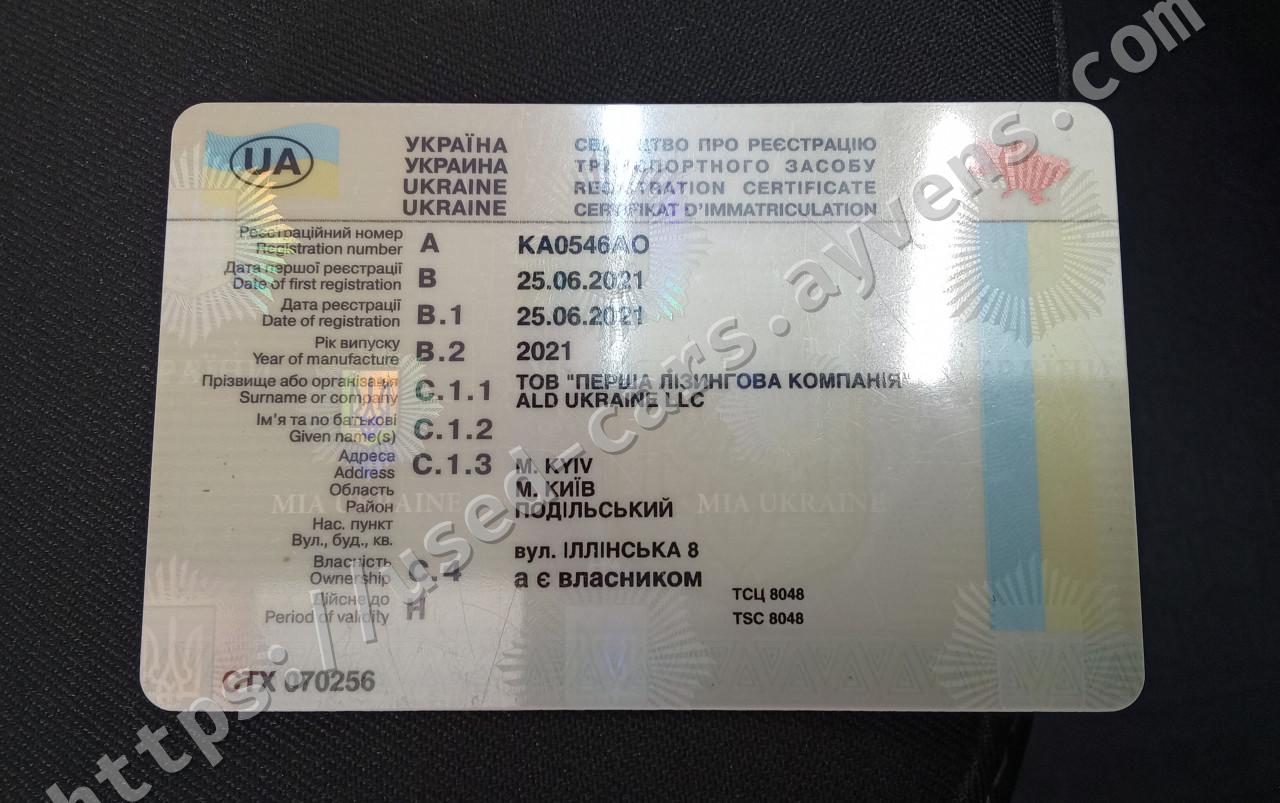 UA
УКРАЇНА
УКРАИНА
UKRAINE
UKRAINE
СВІДОЦТВО ПРО РЕЄСТРАЦІЮ
ТРАНСПОРТНОГО ЗАСОБУ
REGISTRATION CERTIFICATE
CERTIFIKAT D'IMMATRICULATION
Реєстраційний номер
Registration number A KA0546AO
Дата першої реєстрації
Date of first registration B 25.06.2021
Дата реєстрації
Date of registration B.1 25.06.2021
Рік випуску
Year of manufacture B.2 2021
Прізвище або організація
Surname or company C.1.1 ТОВ "ПЕРША ЛІЗИНГОВА КОМПАНІЯ"
ALD UKRAINE LLC
Ім'я та по батькові
Given name(s) C.1.2
Адреса
Address C.1.3 M. KYIV
Область М. КИЇВ
Район ПОДІЛЬСЬКИЙ
Нас. пункт
Вул., буд., кв. вул. ІЛЛІНСЬКА 8
Власність
Ownership C.4 а є власником
Дійсне до
Period of validity H
ТСЦ 8048
TSC 8048
MIA UKRAINE
MIA UKRAINE
СТХ 070256
https://used-cars.ayvens.com